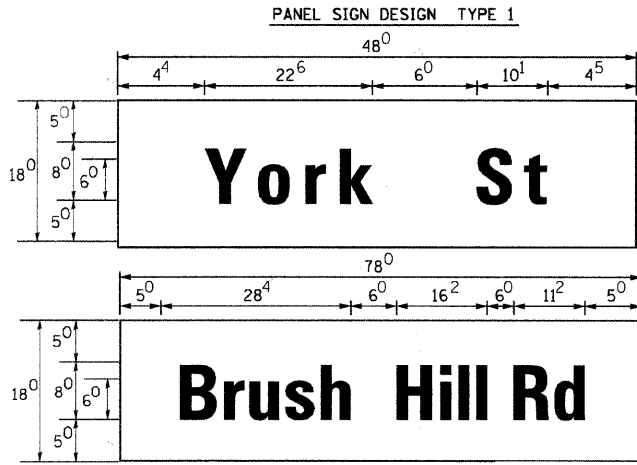 PANEL SIGN DESIGN TYPE 1
48⁰
4⁴ 22⁶ 6⁰ 10¹ 4⁵
18⁰ 5⁰ 8⁰ 6⁰ 5⁰
York St
78⁰
5⁰ 28⁴ 6⁰ 16² 6⁰ 11² 5⁰
18⁰ 5⁰ 8⁰ 6⁰ 5⁰
Brush Hill Rd